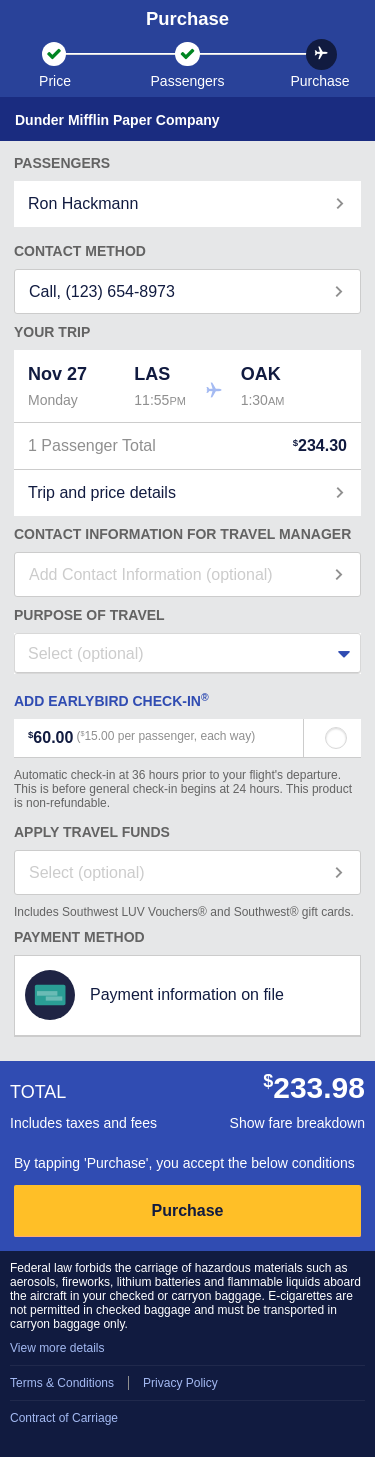 Purchase
Price
Passengers
Purchase
Dunder Mifflin Paper Company
PASSENGERS
Ron Hackmann
CONTACT METHOD
Call, (123) 654-8973
YOUR TRIP
Nov 27 LAS OAK
Monday 11:55PM 1:30AM
1 Passenger Total $234.30
Trip and price details
CONTACT INFORMATION FOR TRAVEL MANAGER
Add Contact Information (optional)
PURPOSE OF TRAVEL
Select (optional)
ADD EARLYBIRD CHECK-IN®
$60.00 ($15.00 per passenger, each way)
Automatic check-in at 36 hours prior to your flight's departure.
This is before general check-in begins at 24 hours. This product
is non-refundable.
APPLY TRAVEL FUNDS
Select (optional)
Includes Southwest LUV Vouchers® and Southwest® gift cards.
PAYMENT METHOD
Payment information on file
TOTAL $233.98
Includes taxes and fees Show fare breakdown
By tapping 'Purchase', you accept the below conditions
Purchase
Federal law forbids the carriage of hazardous materials such as
aerosols, fireworks, lithium batteries and flammable liquids aboard
the aircraft in your checked or carryon baggage. E-cigarettes are
not permitted in checked baggage and must be transported in
carryon baggage only.
View more details
Terms & Conditions Privacy Policy
Contract of Carriage